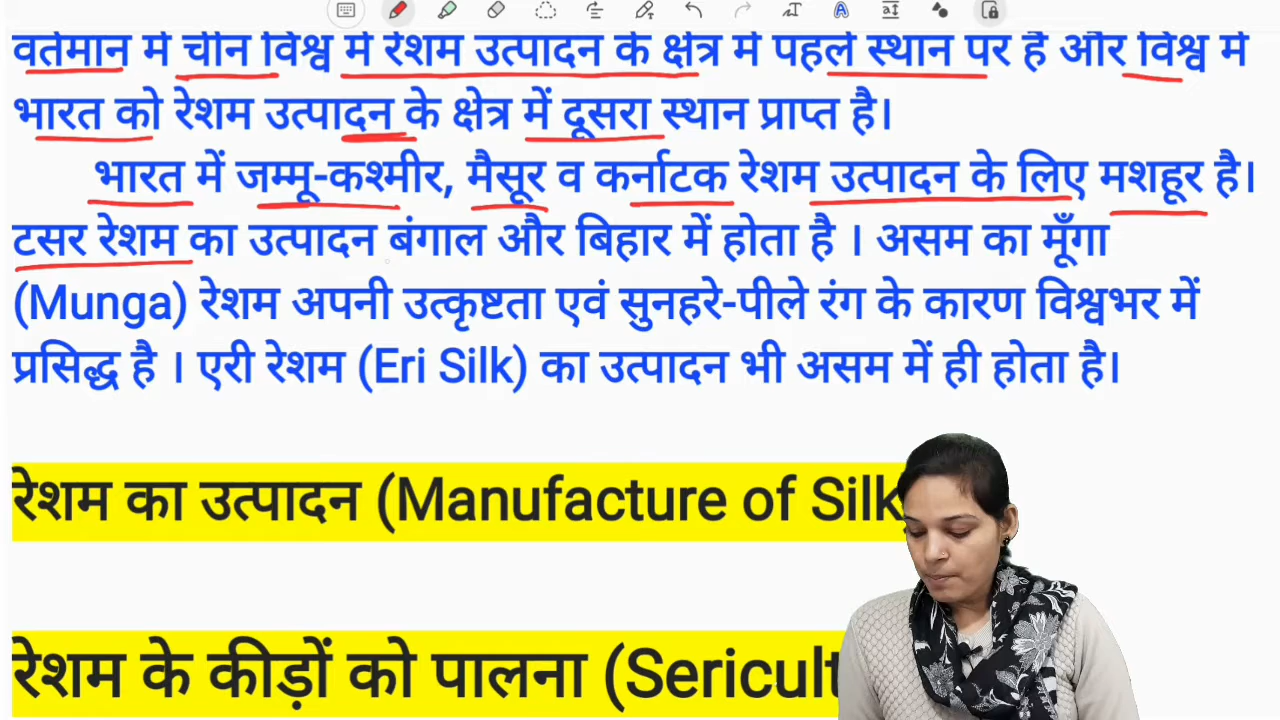 वर्तमान में चीन विश्व में रेशम उत्पादन के क्षेत्र में पहले स्थान पर है और विश्व में
भारत को रेशम उत्पादन के क्षेत्र में दूसरा स्थान प्राप्त है।
भारत में जम्मू-कश्मीर, मैसूर व कर्नाटक रेशम उत्पादन के लिए मशहूर है।
टसर रेशम का उत्पादन बंगाल और बिहार में होता है । असम का मूँगा
(Munga) रेशम अपनी उत्कृष्टता एवं सुनहरे-पीले रंग के कारण विश्वभर में
प्रसिद्ध है । एरी रेशम (Eri Silk) का उत्पादन भी असम में ही होता है।
रेशम का उत्पादन (Manufacture of Silk
रेशम के कीड़ों को पालना (Sericult